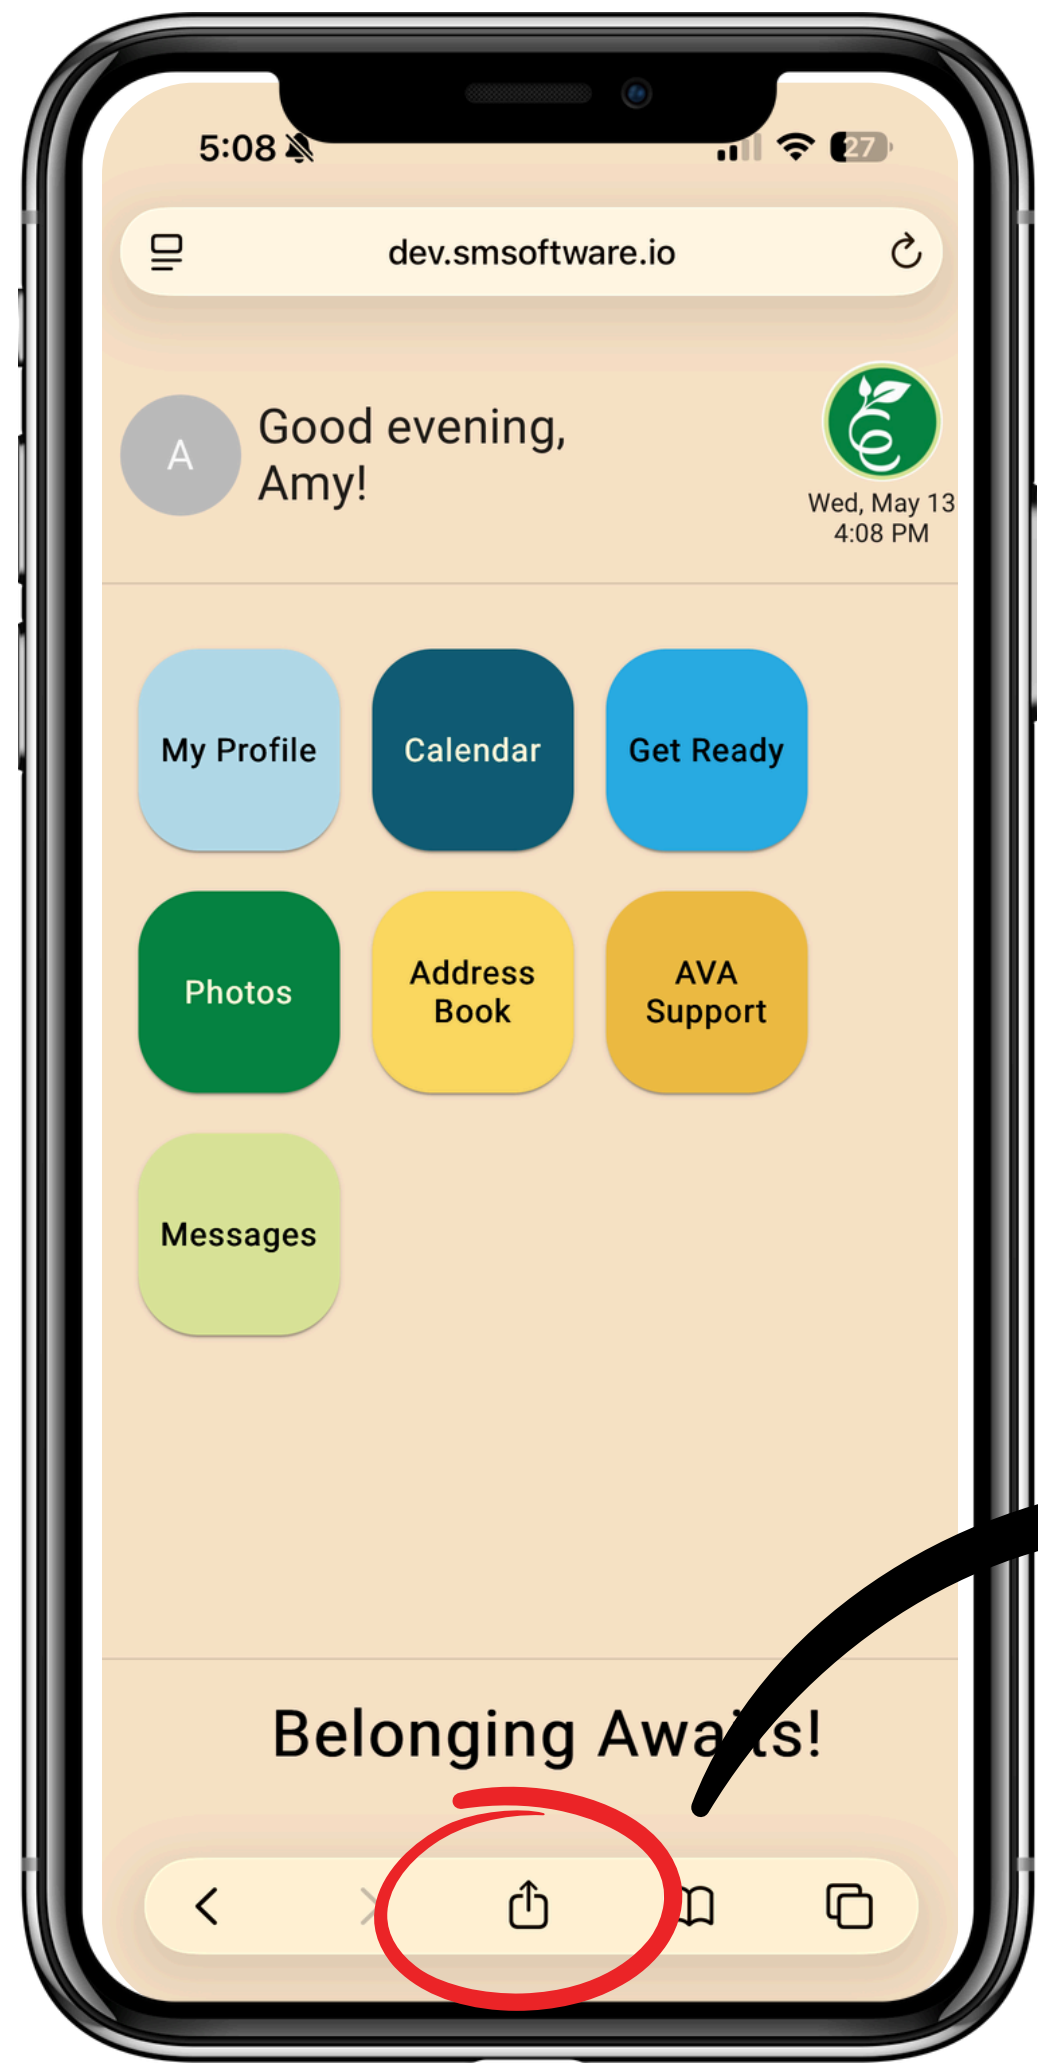 5:08
27
dev.smsoftware.io
A
Good evening,
Amy!
Wed, May 13
4:08 PM
My Profile
Calendar
Get Ready
Photos
Address
Book
AVA
Support
Messages
Belonging Awaits!